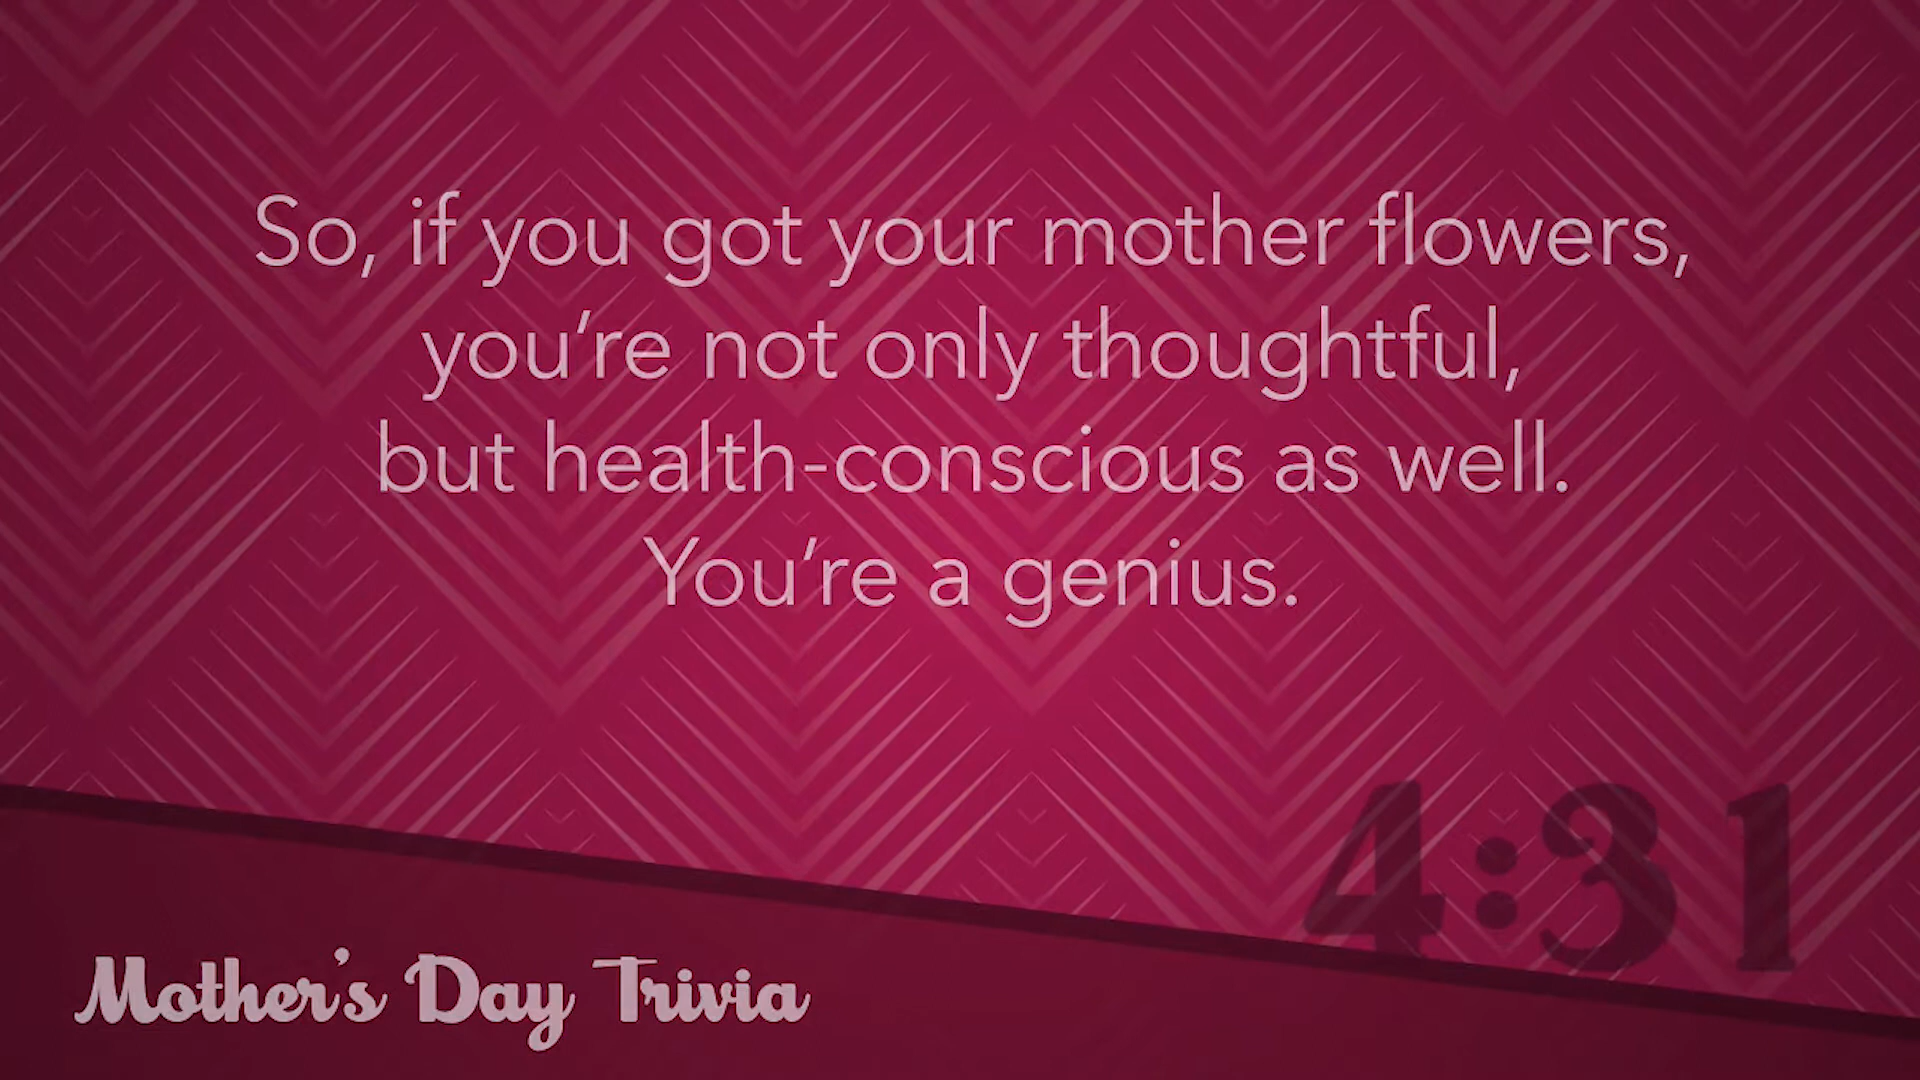 So, if you got your mother flowers,
you’re not only thoughtful,
but health-conscious as well.
You’re a genius.
4:31
Mother’s Day Trivia